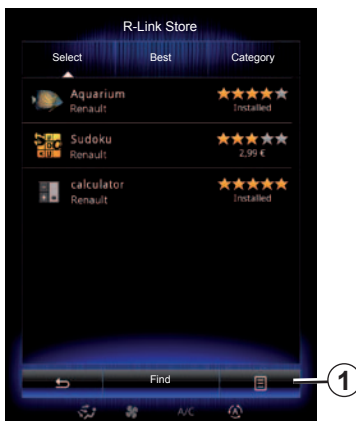 R-Link Store
Select Best Category
Aquarium
Renault
Installed
Sudoku
Renault
2,99 €
calculator
Renault
Installed
Find
1
A/C
A